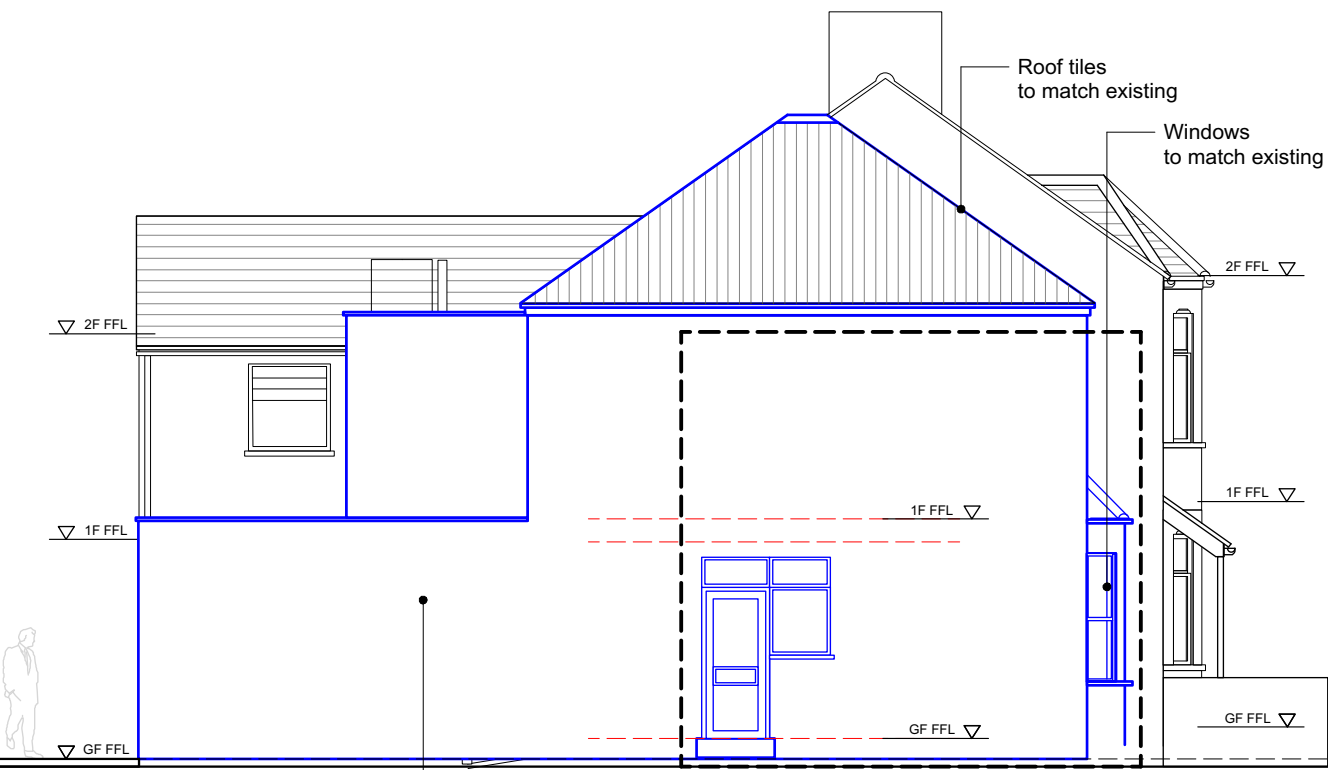 Roof tiles
to match existing
Windows
to match existing
2F FFL
2F FFL
1F FFL
1F FFL
1F FFL
GF FFL
GF FFL
GF FFL